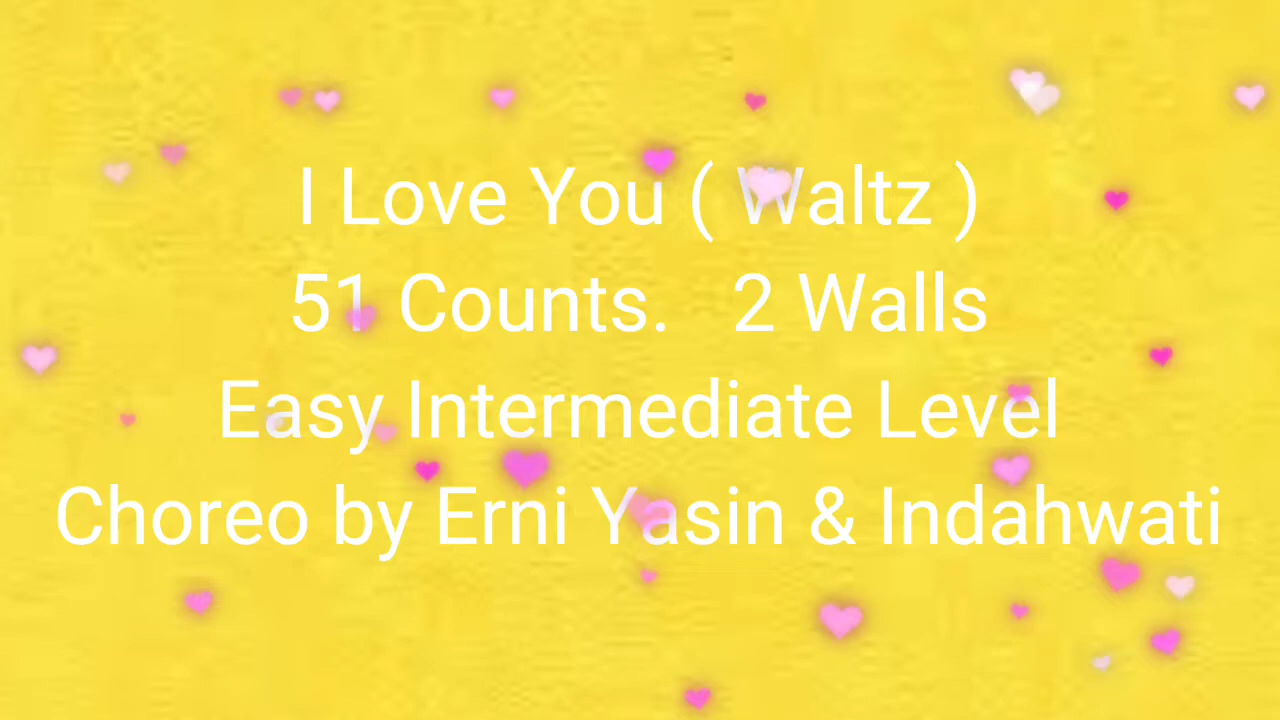 I Love You ( Waltz )
51 Counts.   2 Walls
Easy Intermediate Level
Choreo by Erni Yasin & Indahwati